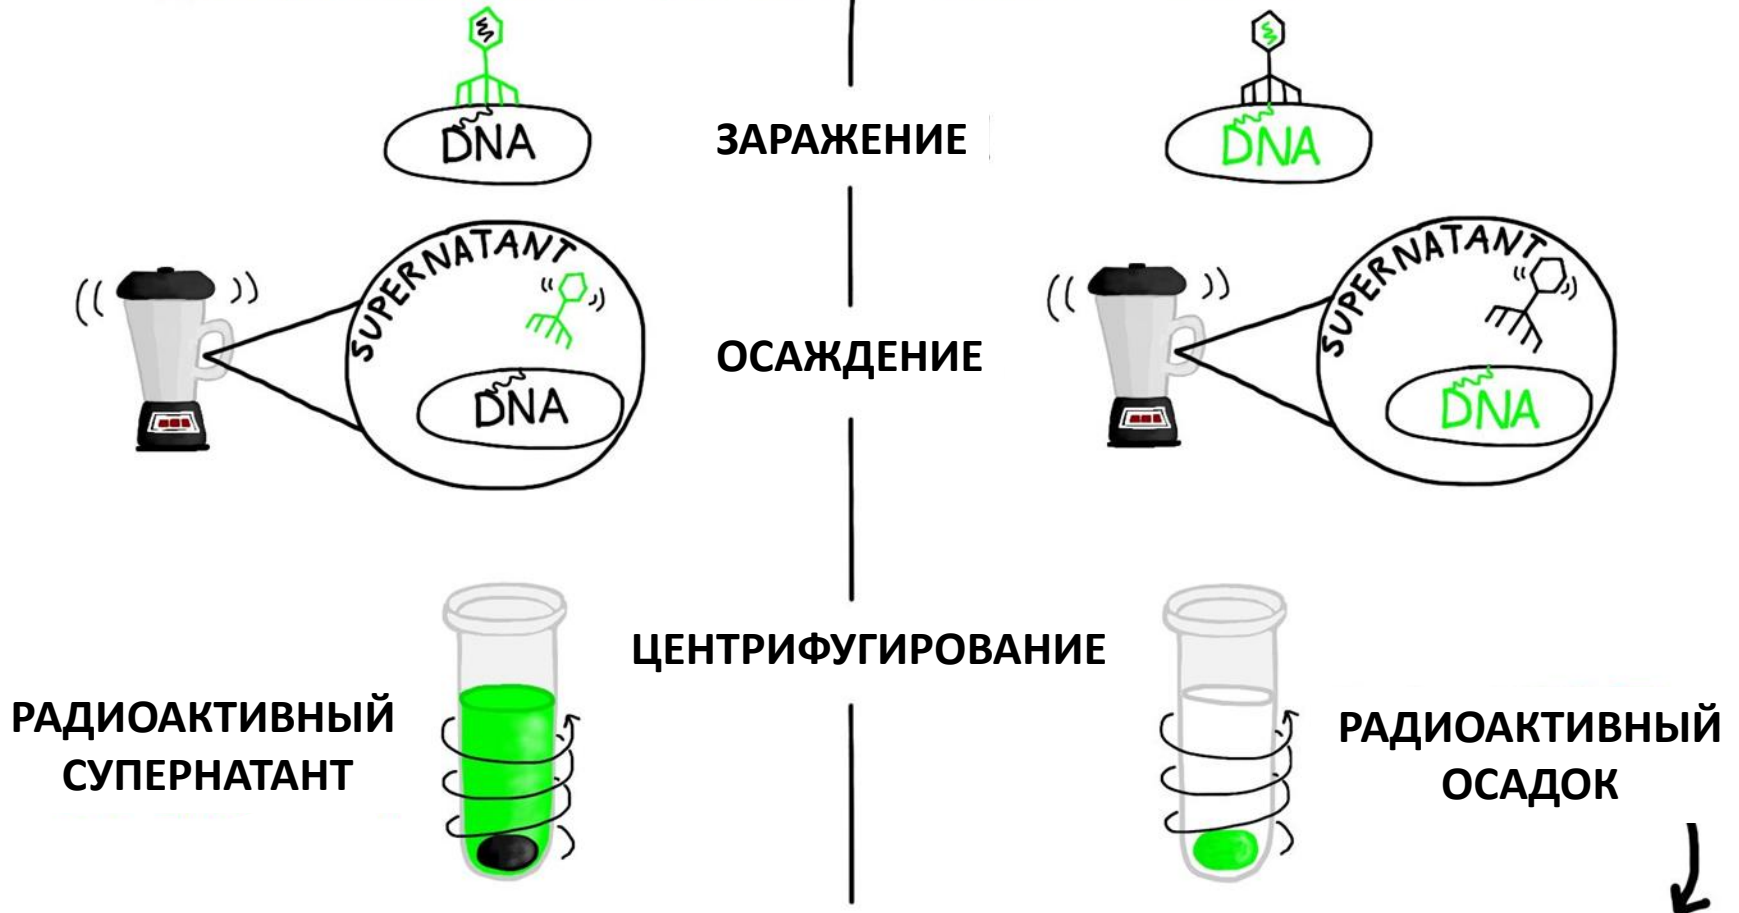 DNA
ЗАРАЖЕНИЕ
DNA
SUPERNATANT
DNA
ОСАЖДЕНИЕ
SUPERNATANT
DNA
ЦЕНТРИФУГИРОВАНИЕ
РАДИОАКТИВНЫЙ
СУПЕРНАТАНТ
РАДИОАКТИВНЫЙ
ОСАДОК